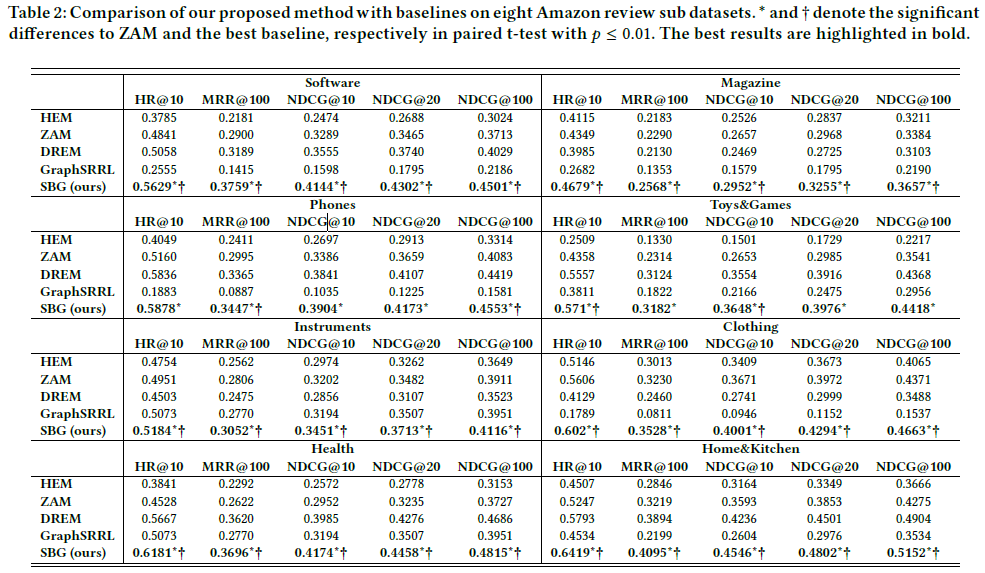 Table 2: Comparison of our proposed method with baselines on eight Amazon review sub datasets. * and † denote the significant
differences to ZAM and the best baseline, respectively in paired t-test with p ≤ 0.01. The best results are highlighted in bold.
Software Magazine
HR@10 MRR@100 NDCG@10 NDCG@20 NDCG@100 HR@10 MRR@100 NDCG@10 NDCG@20 NDCG@100
HEM 0.3785 0.2181 0.2474 0.2688 0.3024 0.4115 0.2183 0.2526 0.2837 0.3211
ZAM 0.4841 0.2900 0.3289 0.3465 0.3713 0.4349 0.2290 0.2657 0.2968 0.3384
DREM 0.5058 0.3189 0.3555 0.3740 0.4029 0.3985 0.2130 0.2469 0.2725 0.3103
GraphSRRL 0.2555 0.1415 0.1598 0.1795 0.2186 0.2682 0.1353 0.1579 0.1795 0.2190
SBG (ours) 0.5629*† 0.3759*† 0.4144*† 0.4302*† 0.4501*† 0.4679*† 0.2568*† 0.2952*† 0.3255*† 0.3657*†
Phones Toys&Games
HR@10 MRR@100 NDCG@10 NDCG@20 NDCG@100 HR@10 MRR@100 NDCG@10 NDCG@20 NDCG@100
HEM 0.4049 0.2411 0.2697 0.2913 0.3314 0.2509 0.1330 0.1501 0.1729 0.2217
ZAM 0.5160 0.2995 0.3386 0.3659 0.4083 0.4358 0.2314 0.2653 0.2985 0.3541
DREM 0.5836 0.3365 0.3841 0.4107 0.4419 0.5557 0.3124 0.3554 0.3916 0.4368
GraphSRRL 0.1883 0.0887 0.1035 0.1225 0.1581 0.3811 0.1822 0.2166 0.2475 0.2956
SBG (ours) 0.5878* 0.3447*† 0.3904* 0.4173* 0.4553*† 0.571*† 0.3182* 0.3648*† 0.3976* 0.4418*
Instruments Clothing
HR@10 MRR@100 NDCG@10 NDCG@20 NDCG@100 HR@10 MRR@100 NDCG@10 NDCG@20 NDCG@100
HEM 0.4754 0.2562 0.2974 0.3262 0.3649 0.5146 0.3013 0.3409 0.3673 0.4065
ZAM 0.4951 0.2806 0.3202 0.3482 0.3911 0.5606 0.3230 0.3671 0.3972 0.4371
DREM 0.4503 0.2475 0.2856 0.3107 0.3523 0.4129 0.2460 0.2741 0.2999 0.3488
GraphSRRL 0.5073 0.2770 0.3194 0.3507 0.3951 0.1789 0.0811 0.0946 0.1152 0.1537
SBG (ours) 0.5184*† 0.3052*† 0.3451*† 0.3713*† 0.4116*† 0.602*† 0.3528*† 0.4001*† 0.4294*† 0.4663*†
Health Home&Kitchen
HR@10 MRR@100 NDCG@10 NDCG@20 NDCG@100 HR@10 MRR@100 NDCG@10 NDCG@20 NDCG@100
HEM 0.3841 0.2292 0.2572 0.2778 0.3153 0.4507 0.2846 0.3164 0.3349 0.3666
ZAM 0.4528 0.2622 0.2952 0.3235 0.3727 0.5247 0.3219 0.3593 0.3853 0.4275
DREM 0.5667 0.3620 0.3985 0.4276 0.4686 0.5793 0.3894 0.4236 0.4501 0.4904
GraphSRRL 0.5073 0.2770 0.3194 0.3507 0.3951 0.4534 0.2199 0.2604 0.2976 0.3534
SBG (ours) 0.6181*† 0.3696*† 0.4174*† 0.4458*† 0.4815*† 0.6419*† 0.4095*† 0.4546*† 0.4802*† 0.5152*†